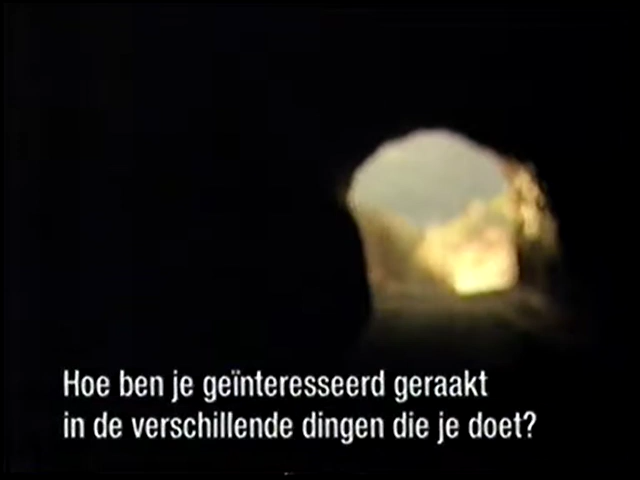 Hoe ben je geïnteresseerd geraakt
in de verschillende dingen die je doet?